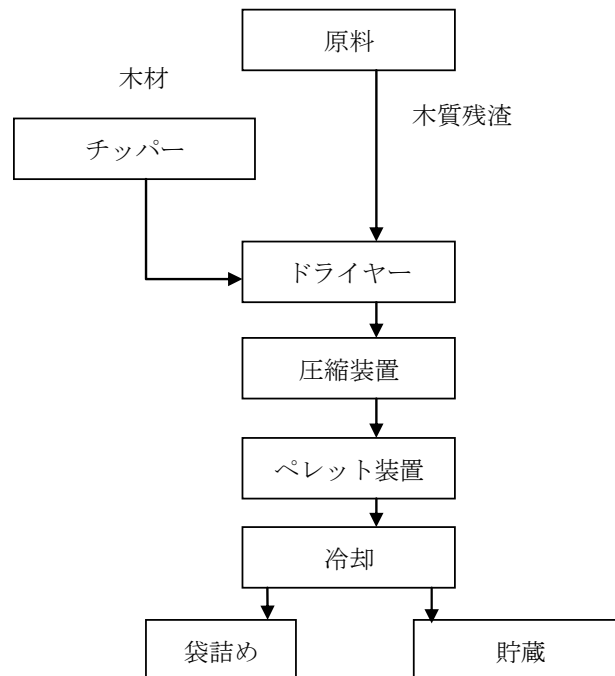 原料
木材
木質残渣
チッパー
ドライヤー
圧縮装置
ペレット装置
冷却
袋詰め
貯蔵